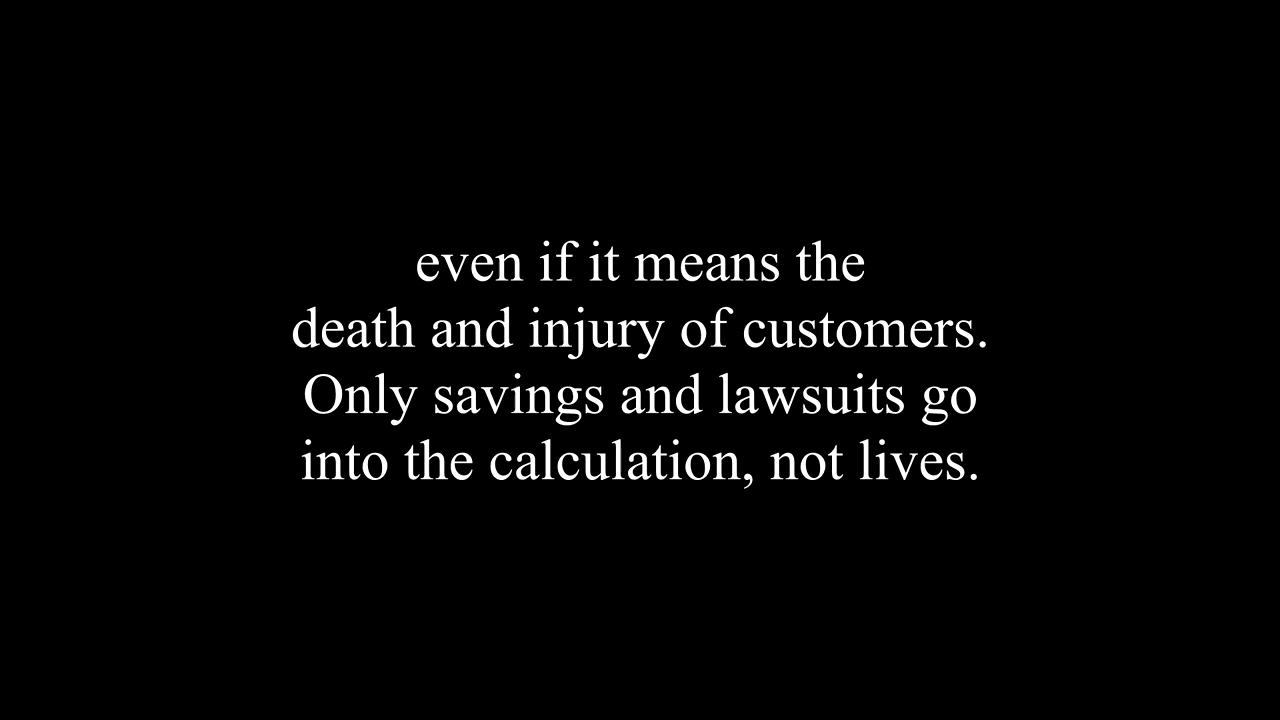 even if it means the
death and injury of customers.
Only savings and lawsuits go
into the calculation, not lives.